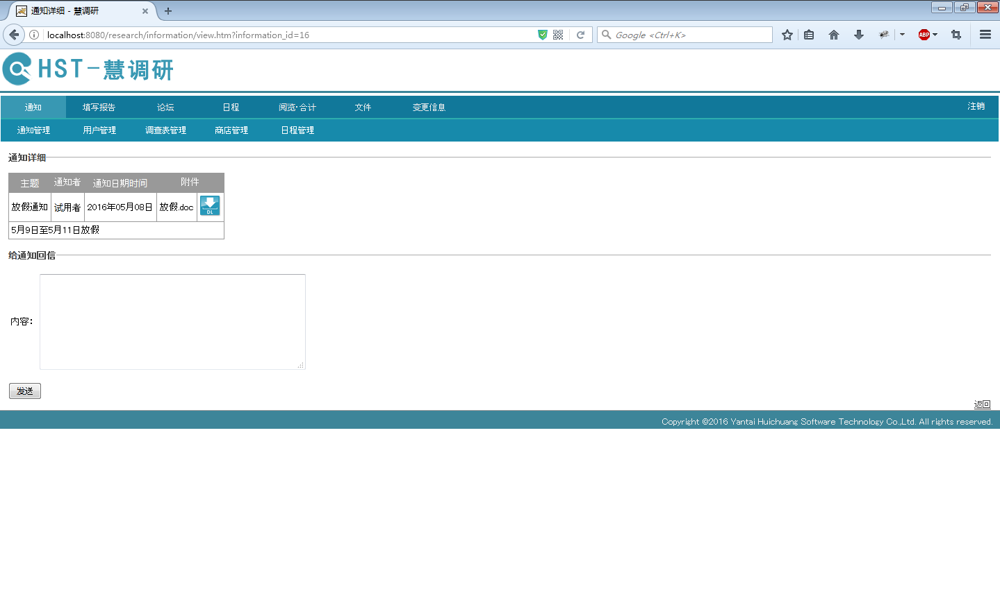 通知详细 - 慧调研
localhost:8080/research/information/view.htm?information_id=16
Google <Ctrl+K>
ABP
HST-慧调研
通知 填写报告 论坛 日程 阅览·合计 文件 变更信息 注销
通知管理 用户管理 调查表管理 商店管理 日程管理
通知详细
主题 通知者 通知日期时间 附件
放假通知 试用者 2016年05月08日 放假.doc DL
5月9日至5月11日放假
给通知回信
内容：
发送
返回
Copyright ©2016 Yantai Huichuang Software Technology Co.,Ltd. All rights reserved.